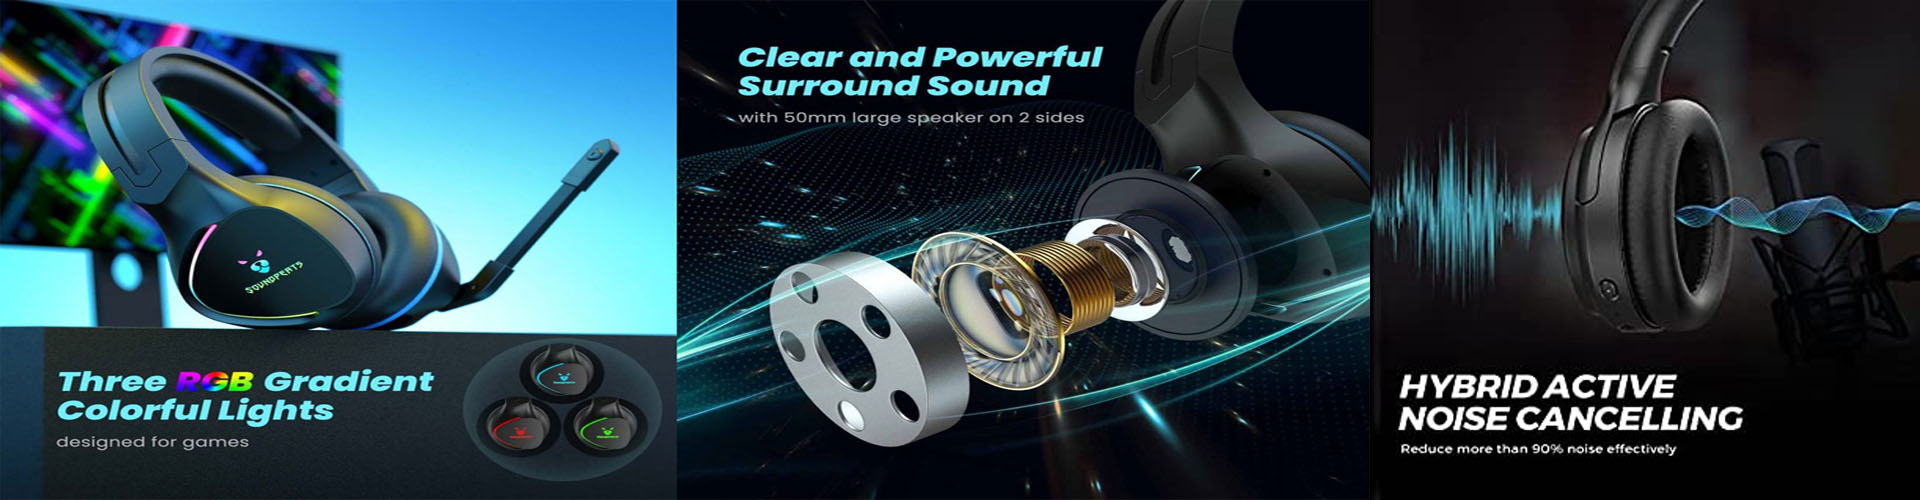 SOUNDPEATS
Three RGB Gradient
Colorful Lights
designed for games
Clear and Powerful
Surround Sound
with 50mm large speaker on 2 sides
HYBRID ACTIVE
NOISE CANCELLING
Reduce more than 90% noise effectively